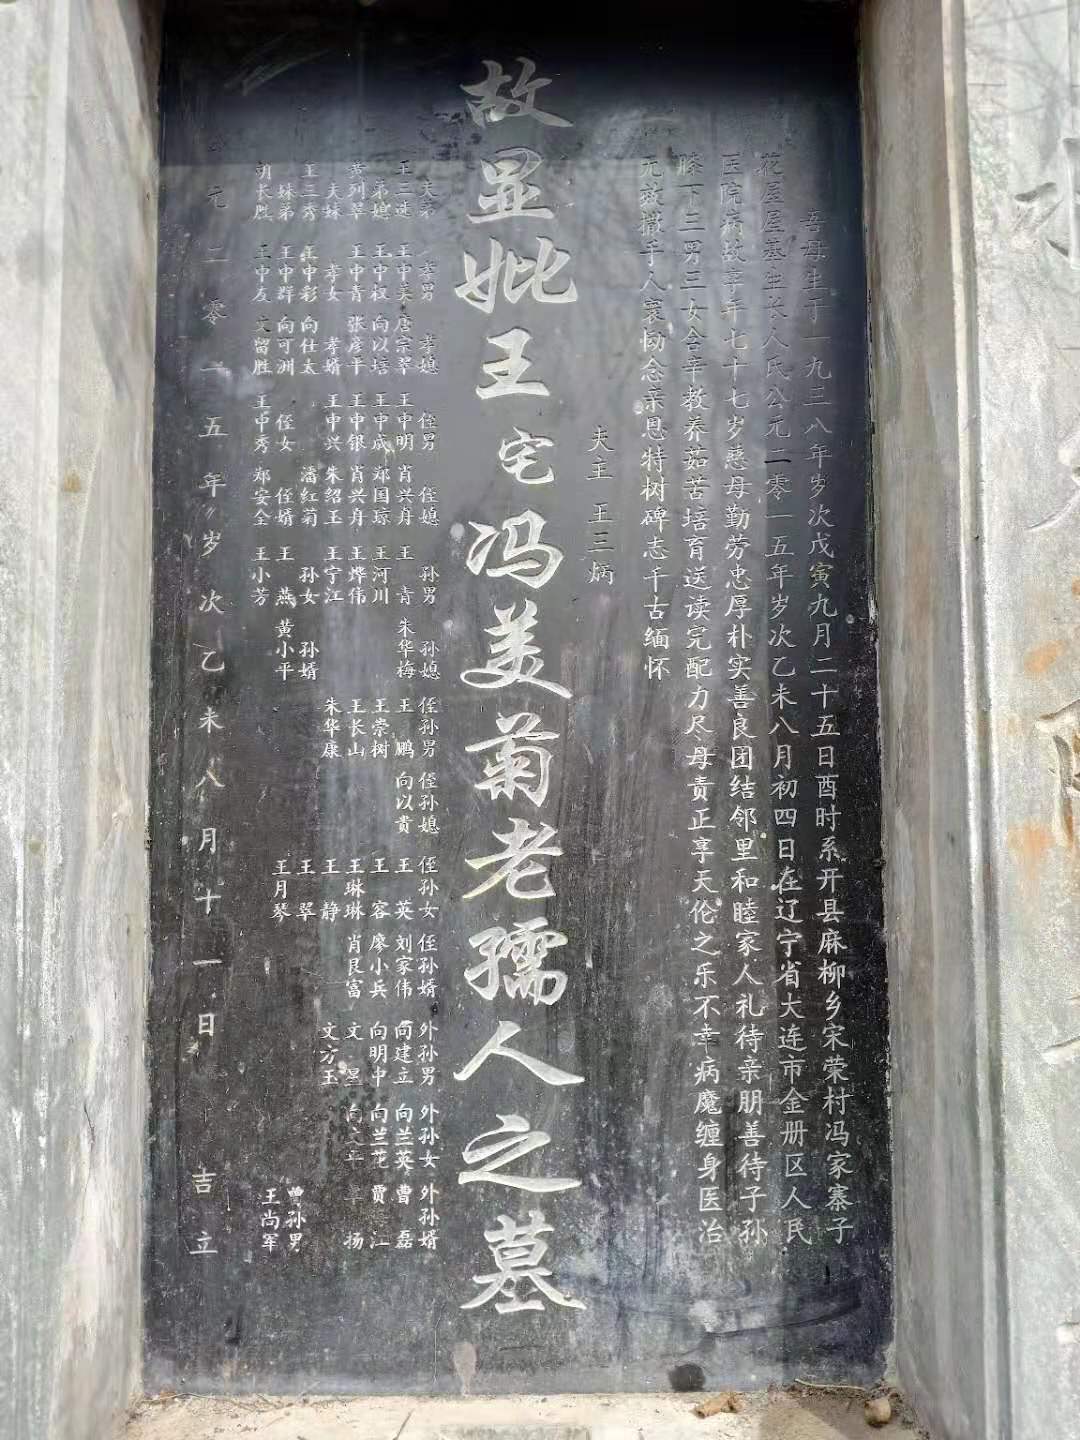 吾母生于一九三八年岁次戊寅九月二十五日酉时系开县麻柳乡宋荣村冯家寨子
花屋屋基生长人氏公元二零一五年岁次乙未八月初四日在辽宁省大连市金册区人民
医院病故享年七十七岁慈母勤劳忠厚朴实善良团结邻里和睦家人礼待亲朋善待子孙
膝下三男三女含辛教养茹苦培育送读完配力尽母责正享天伦之乐不幸病魔缠身医治
无效撒手人寰恸念亲恩特树碑志千古缅怀
夫主 王三炳
故显妣王宅冯美菊老孺人之墓
夫弟 孝男 孝媳 侄男 侄媳 孙男 孙媳 侄孙男 侄孙媳 侄孙女 侄孙婿 外孙男 外孙女 外孙婿
王三选 王中美 唐宗翠 王中明 肖兴舟 王青 朱华梅 王鹏 向以贵 王英 刘家伟 向建立 向兰英 曹磊
弟媳 王中权 向以培 王中成 郑国琼 王河川 王崇树 王容 廖小兵 向明中 向兰花 贾江
黄列翠 王中青 张彦平 王中银 肖兴舟 王烨伟 王长山 王琳琳 肖良富 文星 向文平 覃扬
夫妹 孝女 孝婿 王中兴 朱绍玉 王宁江 朱华康 王静 文方玉
王三秀 王中彩 向仕太 潘红菊 孙女 孙婿 王翠 曾孙男
妹弟 王中群 向可洲 侄女 侄婿 王燕 黄小平 王月琴 王尚军
胡长胜 王中友 文留胜 王中秀 郑安全 王小芳
元二零一五年岁次乙未八月十一日 吉立